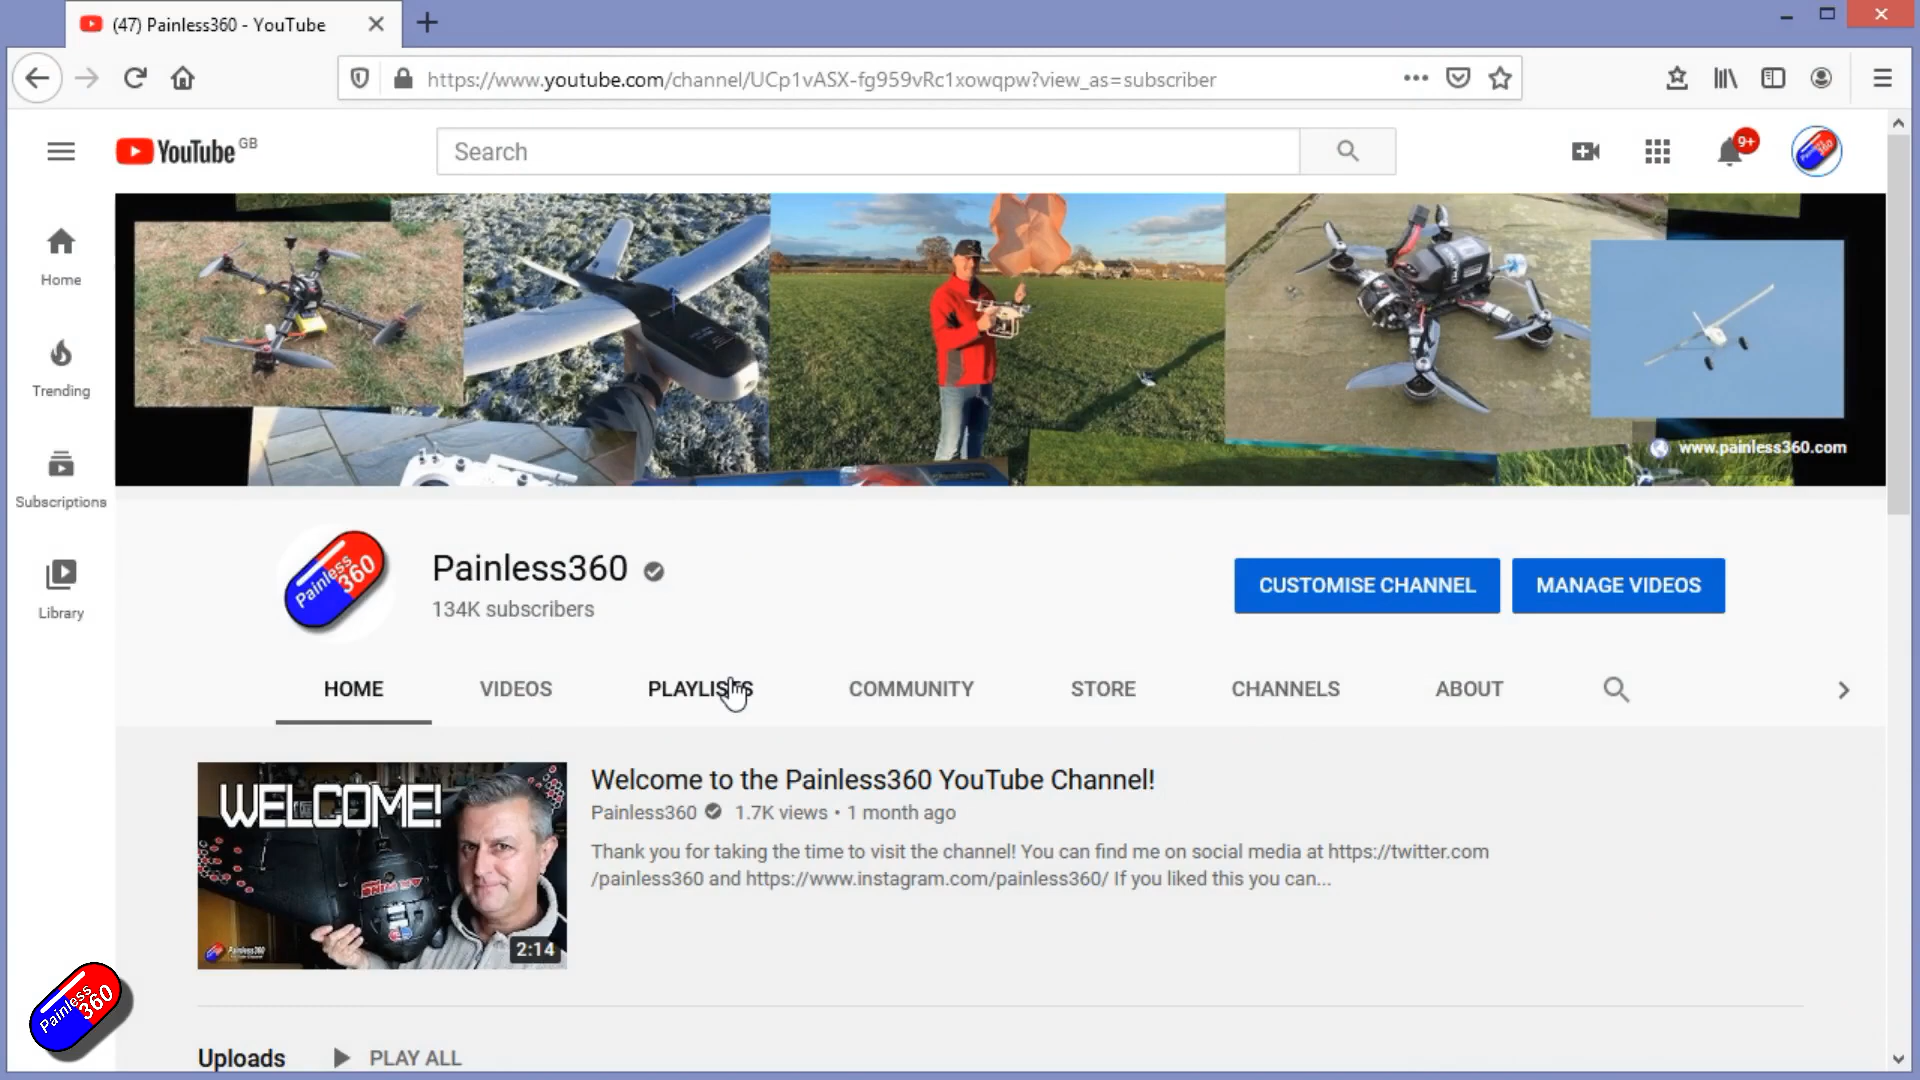 (47) Painless360 - YouTube
https://www.youtube.com/channel/UCp1vASX-fg959vRc1xowqpw?view_as=subscriber
YouTube GB
Search
9+
Home
Trending
Subscriptions
Library
www.painless360.com
Painless360
Painless360
134K subscribers
CUSTOMISE CHANNEL
MANAGE VIDEOS
HOME
VIDEOS
PLAYLISTS
COMMUNITY
STORE
CHANNELS
ABOUT
WELCOME!
2:14
Welcome to the Painless360 YouTube Channel!
Painless360 1.7K views • 1 month ago
Thank you for taking the time to visit the channel! You can find me on social media at https://twitter.com
/painless360 and https://www.instagram.com/painless360/ If you liked this you can...
Painless360
Uploads
PLAY ALL